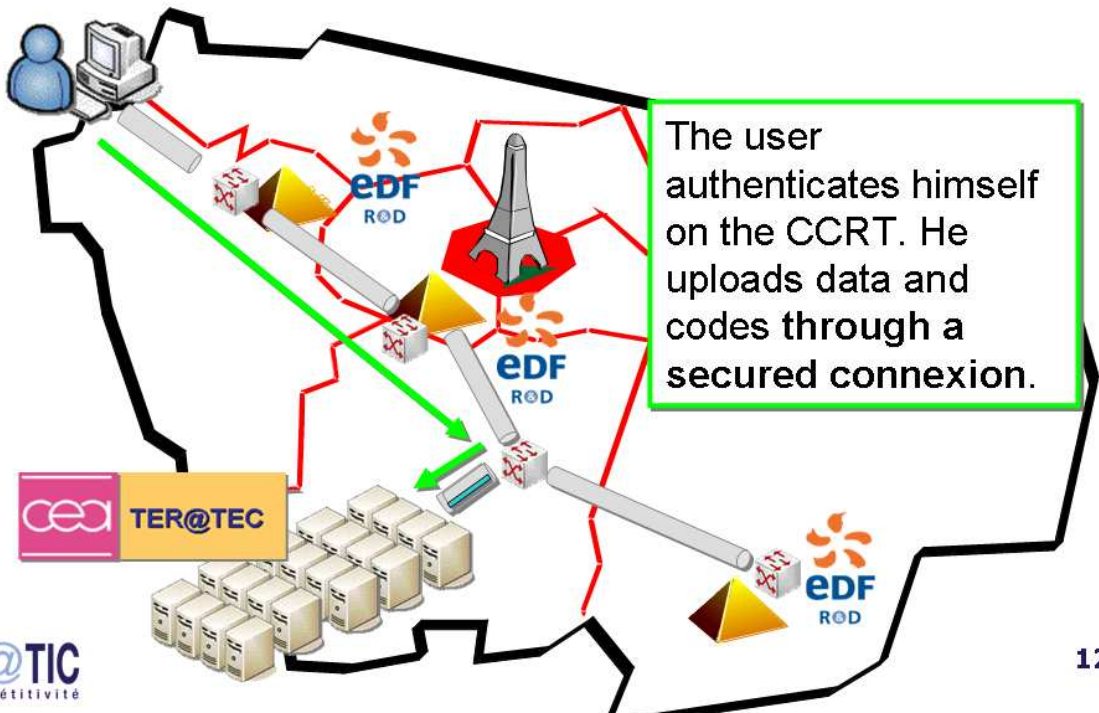 eDF
R&D
The user
authenticates himself
on the CCRT. He
uploads data and
codes through a
secured connexion.
eDF
R&D
cea TER@TEC
eDF
R&D
@TIC
étitivité
12